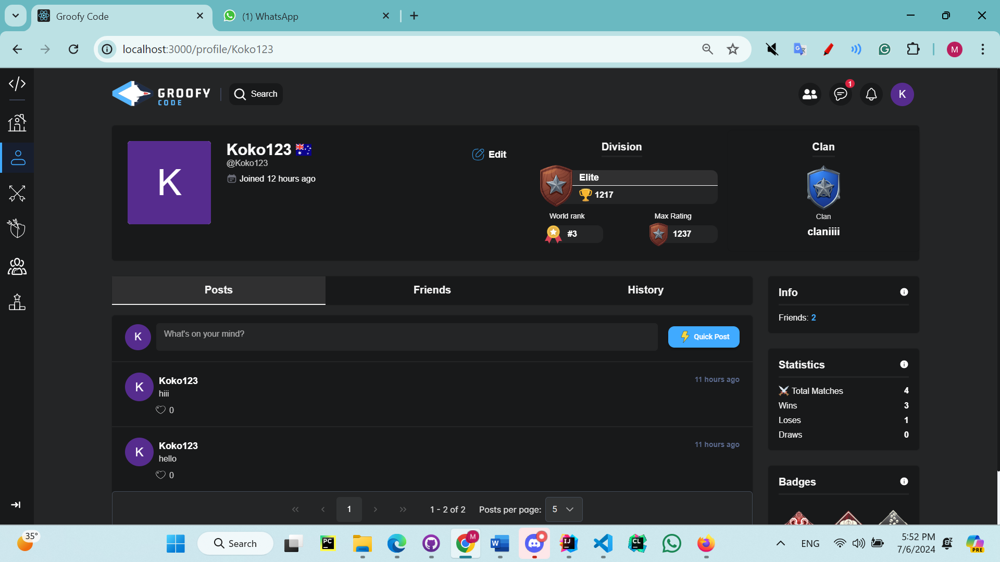 Groofy Code
(1) WhatsApp
localhost:3000/profile/Koko123
M
GROOFY
CODE
Search
1
K
K
Koko123
@Koko123
Joined 12 hours ago
Edit
Division
Elite
1217
World rank
#3
Max Rating
1237
Clan
Clan
claniiii
Posts
Friends
History
K
What's on your mind?
Quick Post
K
Koko123
11 hours ago
hiii
0
K
Koko123
11 hours ago
hello
0
1
1 - 2 of 2
Posts per page:
5
Info
Friends: 2
Statistics
Total Matches 4
Wins 3
Loses 1
Draws 0
Badges
35°
Search
PC
M
W
IJ
CL
ENG
5:52 PM
7/6/2024
PRE